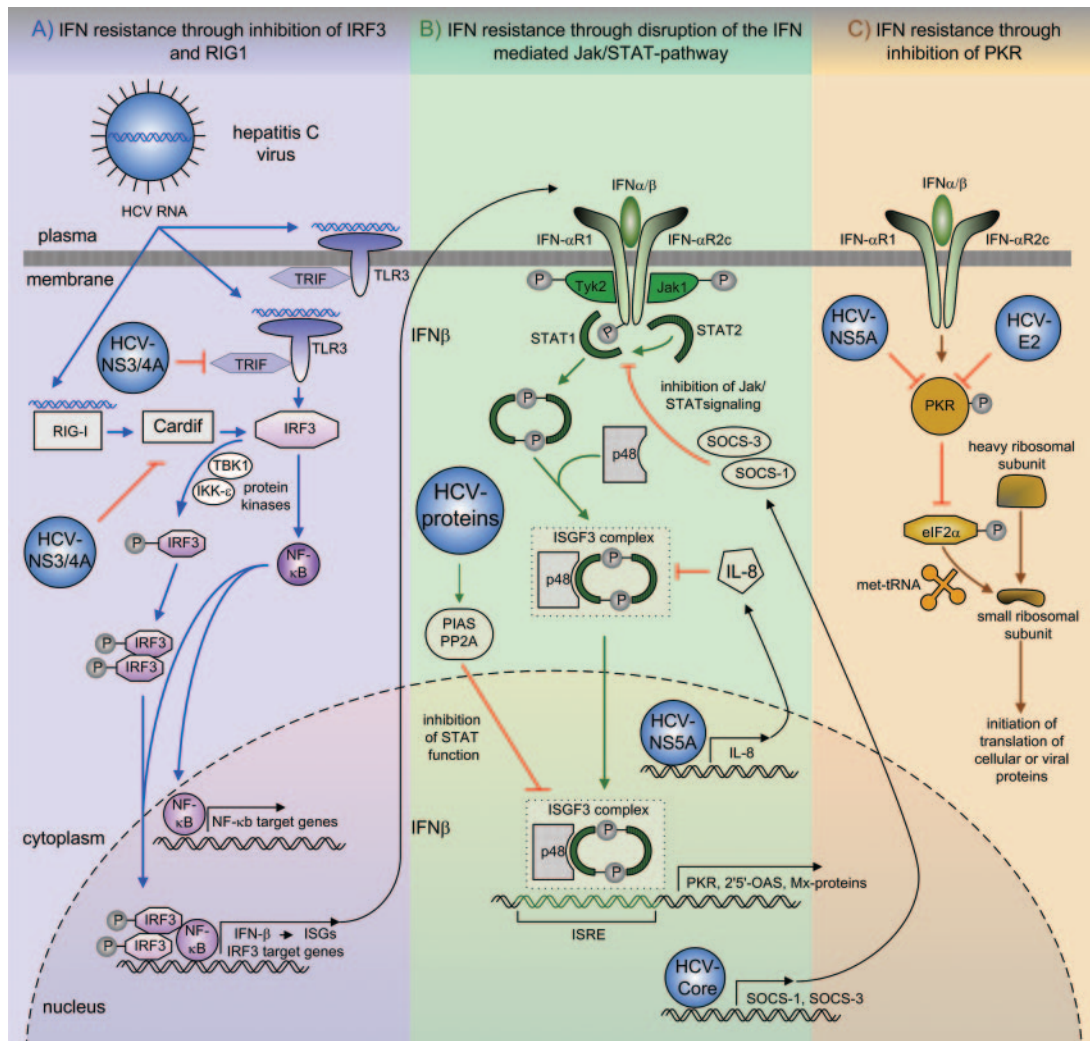 A) IFN resistance through inhibition of IRF3
and RIG1
B) IFN resistance through disruption of the IFN
mediated Jak/STAT-pathway
C) IFN resistance through
inhibition of PKR
hepatitis C
virus
HCV RNA
plasma
membrane
TRIF
TLR3
HCV-
NS3/4A
TRIF
TLR3
RIG-I
Cardif
IRF3
TBK1
IKK-ε
protein
kinases
HCV-
NS3/4A
P
IRF3
NF-
κB
P
IRF3
P
IRF3
cytoplasm
NF-
κB
NF-κb target genes
P
IRF3
P
IRF3
NF-
κB
IFN-β
ISGs
IRF3 target genes
nucleus
IFNα/β
IFN-αR1
IFN-αR2c
P
Tyk2
Jak1
P
IFNβ
STAT1
P
STAT2
inhibition of Jak/
STATsignaling
P
P
p48
SOCS-3
SOCS-1
HCV-
proteins
ISGF3 complex
p48
P
P
IL-8
PIAS
PP2A
inhibition
of STAT
function
HCV-
NS5A
IL-8
IFNβ
ISGF3 complex
p48
P
P
PKR, 2'5'-OAS, Mx-proteins
ISRE
HCV-
Core
SOCS-1, SOCS-3
IFNα/β
IFN-αR1
IFN-αR2c
HCV-
NS5A
HCV-
E2
PKR
P
heavy ribosomal
subunit
eIF2α
P
met-tRNA
small ribosomal
subunit
initiation of
translation of
cellular or viral
proteins